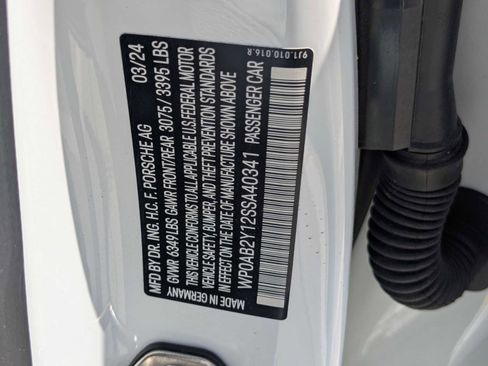 9J1.010.016.R
MFD BY DR. ING. H.C. F. PORSCHE AG 03/24
GVWR 6349 LBS GAWR FRONT/REAR 3075 / 3395 LBS
THIS VEHICLE CONFORMS TO ALL APPLICABLE U.S. FEDERAL MOTOR
VEHICLE SAFETY, BUMPER, AND THEFT PREVENTION STANDARDS
IN EFFECT ON THE DATE OF MANUFACTURE SHOWN ABOVE
WP0AB2Y12SSA40341 PASSENGER CAR
MADE IN GERMANY